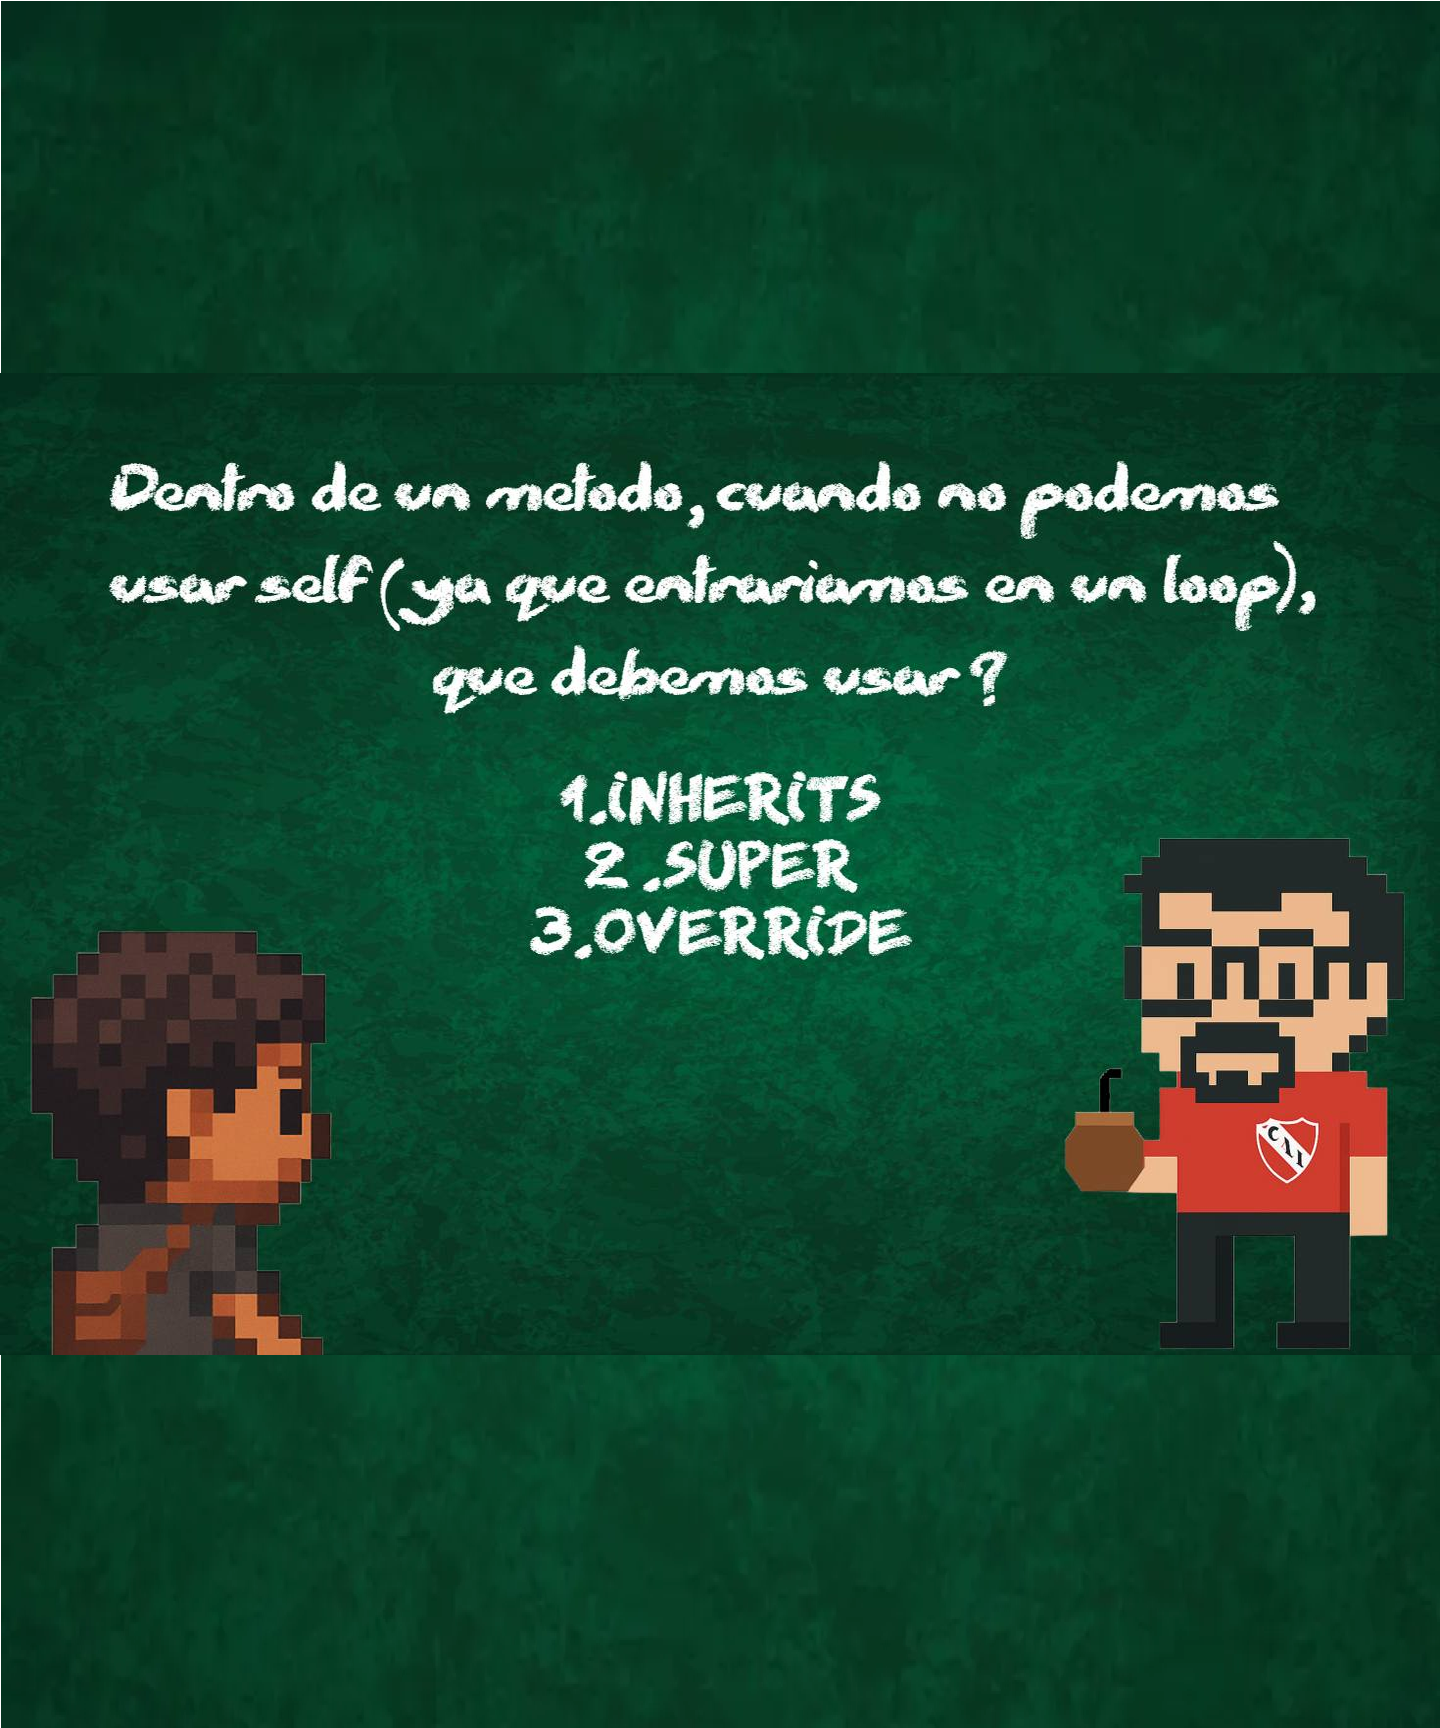 Dentro de un metodo, cuando no podemos
usar self (ya que entrariamos en un loop),
que debemos usar?
1.INHERITS
2 .SUPER
3.OVERRIDE
CAI